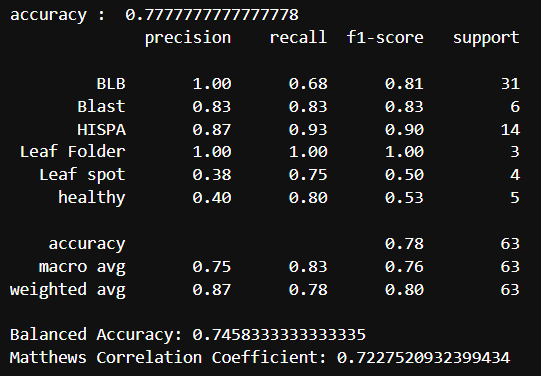 accuracy :  0.7777777777777778
              precision    recall  f1-score   support

         BLB       1.00      0.68      0.81        31
       Blast       0.83      0.83      0.83         6
       HISPA       0.87      0.93      0.90        14
 Leaf Folder       1.00      1.00      1.00         3
   Leaf spot       0.38      0.75      0.50         4
     healthy       0.40      0.80      0.53         5

    accuracy                           0.78        63
   macro avg       0.75      0.83      0.76        63
weighted avg       0.87      0.78      0.80        63

Balanced Accuracy: 0.7458333333333335
Matthews Correlation Coefficient: 0.7227520932399434